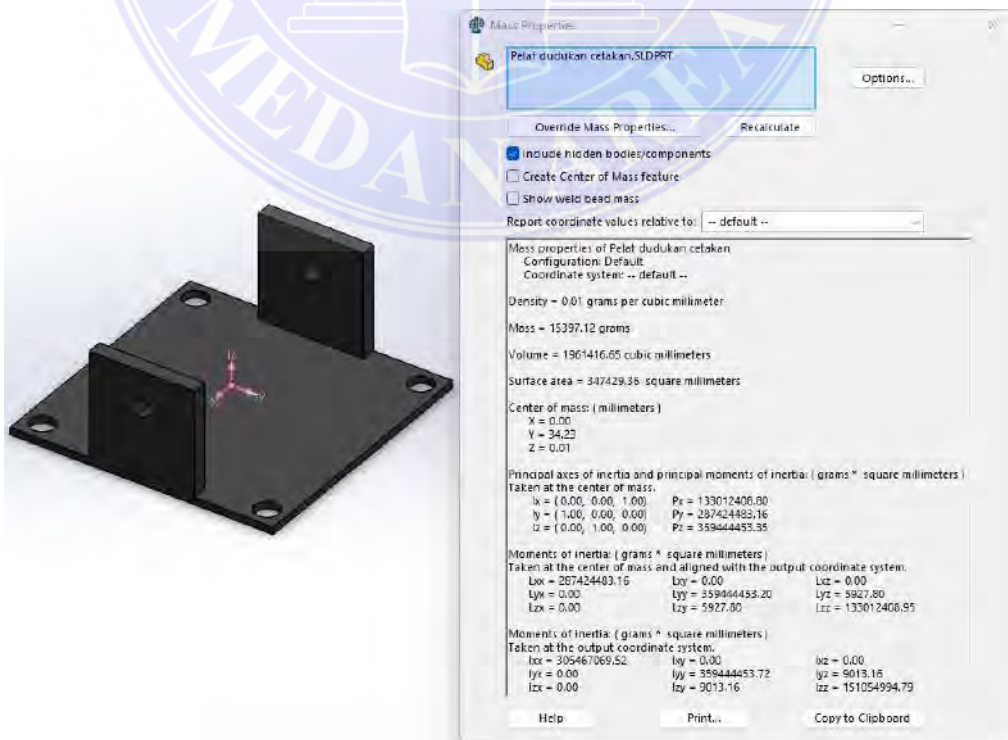 MEDAN AREA
Mass Properties
Pelat dudukan cetakan.SLDPRT
Options...
Override Mass Properties... Recalculate
Include hidden bodies/components
Create Center of Mass feature
Show weld bead mass
Report coordinate values relative to: -- default --
Mass properties of Pelat dudukan cetakan
Configuration: Default
Coordinate system: -- default --
Density = 0.01 grams per cubic millimeter
Mass = 15397.12 grams
Volume = 1961416.65 cubic millimeters
Surface area = 347429.36 square millimeters
Center of mass: ( millimeters )
X = 0.00
Y = 34.23
Z = 0.01
Principal axes of inertia and principal moments of inertia: ( grams * square millimeters )
Taken at the center of mass.
Ix = ( 0.00, 0.00, 1.00) Px = 133012408.80
Iy = ( 1.00, 0.00, 0.00) Py = 287424483.16
Iz = ( 0.00, 1.00, 0.00) Pz = 359444453.35
Moments of inertia: ( grams * square millimeters )
Taken at the center of mass and aligned with the output coordinate system.
Lxx = 287424483.16 Lxy = 0.00 Lxz = 0.00
Lyx = 0.00 Lyy = 359444453.20 Lyz = 5927.80
Lzx = 0.00 Lzy = 5927.80 Lzz = 133012408.95
Moments of inertia: ( grams * square millimeters )
Taken at the output coordinate system.
Ixx = 305467069.52 Ixy = 0.00 Ixz = 0.00
Iyx = 0.00 Iyy = 359444453.72 Iyz = 9013.16
Izx = 0.00 Izy = 9013.16 Izz = 151054994.79
Help Print... Copy to Clipboard